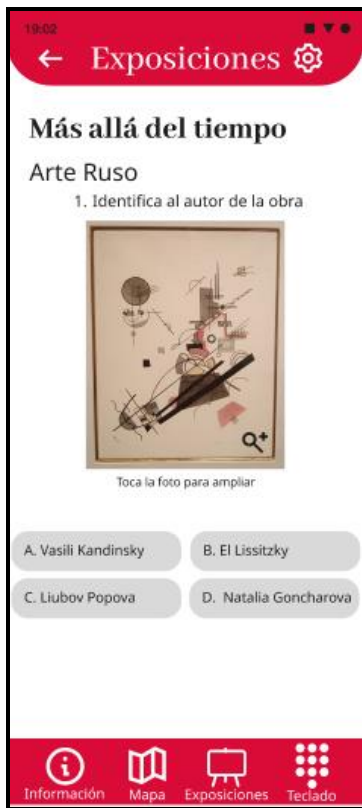 19:02
Exposiciones
Más allá del tiempo
Arte Ruso
1. Identifica al autor de la obra
Toca la foto para ampliar
A. Vasili Kandinsky
B. El Lissitzky
C. Liubov Popova
D. Natalia Goncharova
Información
Mapa
Exposiciones
Teclado